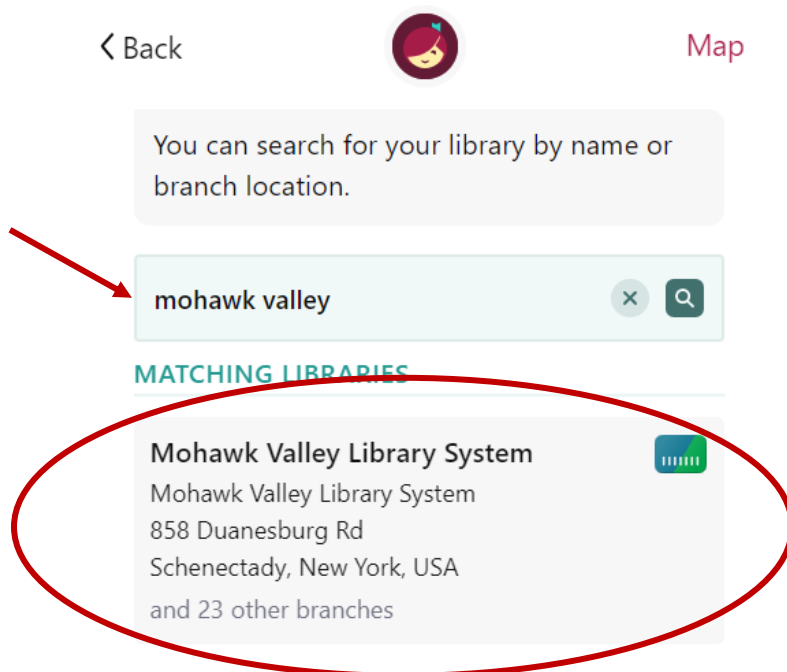 Back
Map
You can search for your library by name or
branch location.
mohawk valley
MATCHING LIBRARIES
Mohawk Valley Library System
Mohawk Valley Library System
858 Duanesburg Rd
Schenectady, New York, USA
and 23 other branches